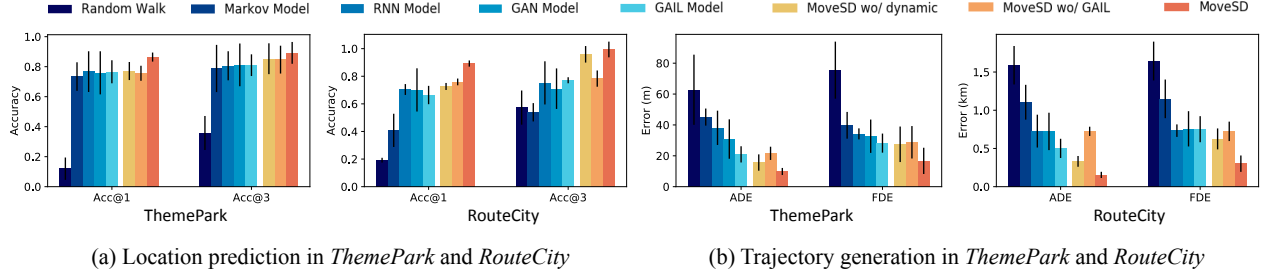 Random Walk Markov Model RNN Model GAN Model GAIL Model MoveSD wo/ dynamic MoveSD wo/ GAIL MoveSD
Accuracy
1.0
0.8
0.6
0.4
0.2
0.0
Acc@1 Acc@3
ThemePark
Accuracy
1.0
0.8
0.6
0.4
0.2
0.0
Acc@1 Acc@3
RouteCity
Error (m)
80
60
40
20
0
ADE FDE
ThemePark
Error (km)
1.5
1.0
0.5
0.0
ADE FDE
RouteCity
(a) Location prediction in ThemePark and RouteCity
(b) Trajectory generation in ThemePark and RouteCity